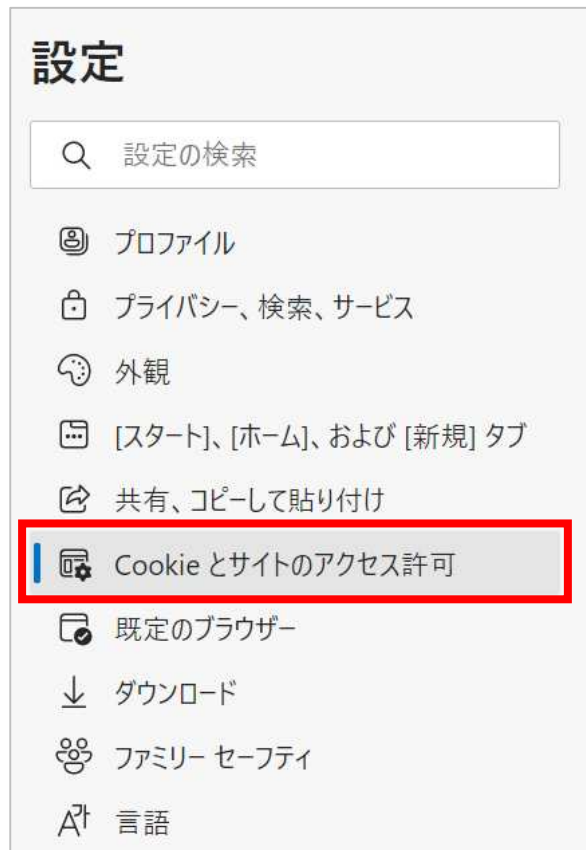 設定
設定の検索
プロファイル
プライバシー、検索、サービス
外観
[スタート]、[ホーム]、および [新規] タブ
共有、コピーして貼り付け
Cookie とサイトのアクセス許可
既定のブラウザー
ダウンロード
ファミリー セーフティ
言語